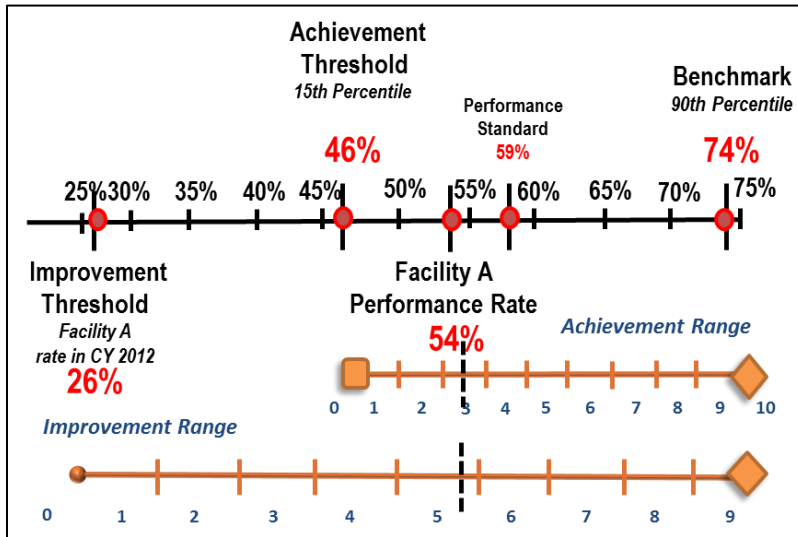 Achievement
Threshold
15th Percentile
46%
Performance
Standard
59%
Benchmark
90th Percentile
74%
25% 30% 35% 40% 45% 50% 55% 60% 65% 70% 75%
Improvement
Threshold
Facility A
rate in CY 2012
26%
Facility A
Performance Rate
54%
Achievement Range
0 1 2 3 4 5 6 7 8 9 10
Improvement Range
0 1 2 3 4 5 6 7 8 9